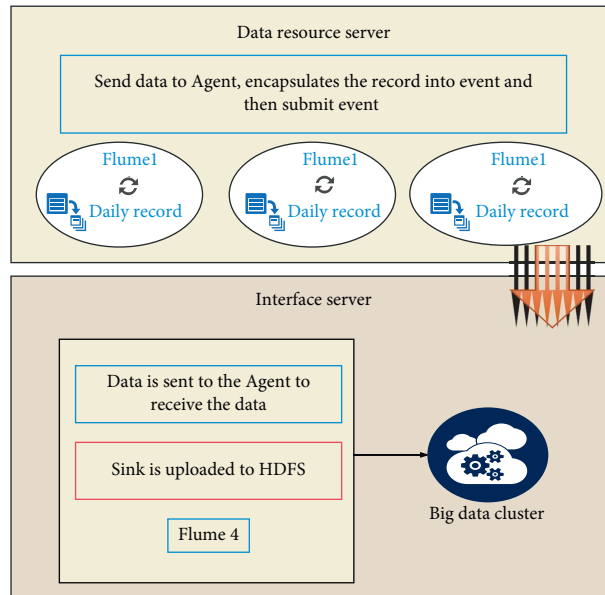 Data resource server
Send data to Agent, encapsulates the record into event and
then submit event
Flume1
Daily record
Flume1
Daily record
Flume1
Daily record
Interface server
Data is sent to the Agent to
receive the data
Sink is uploaded to HDFS
Flume 4
Big data cluster